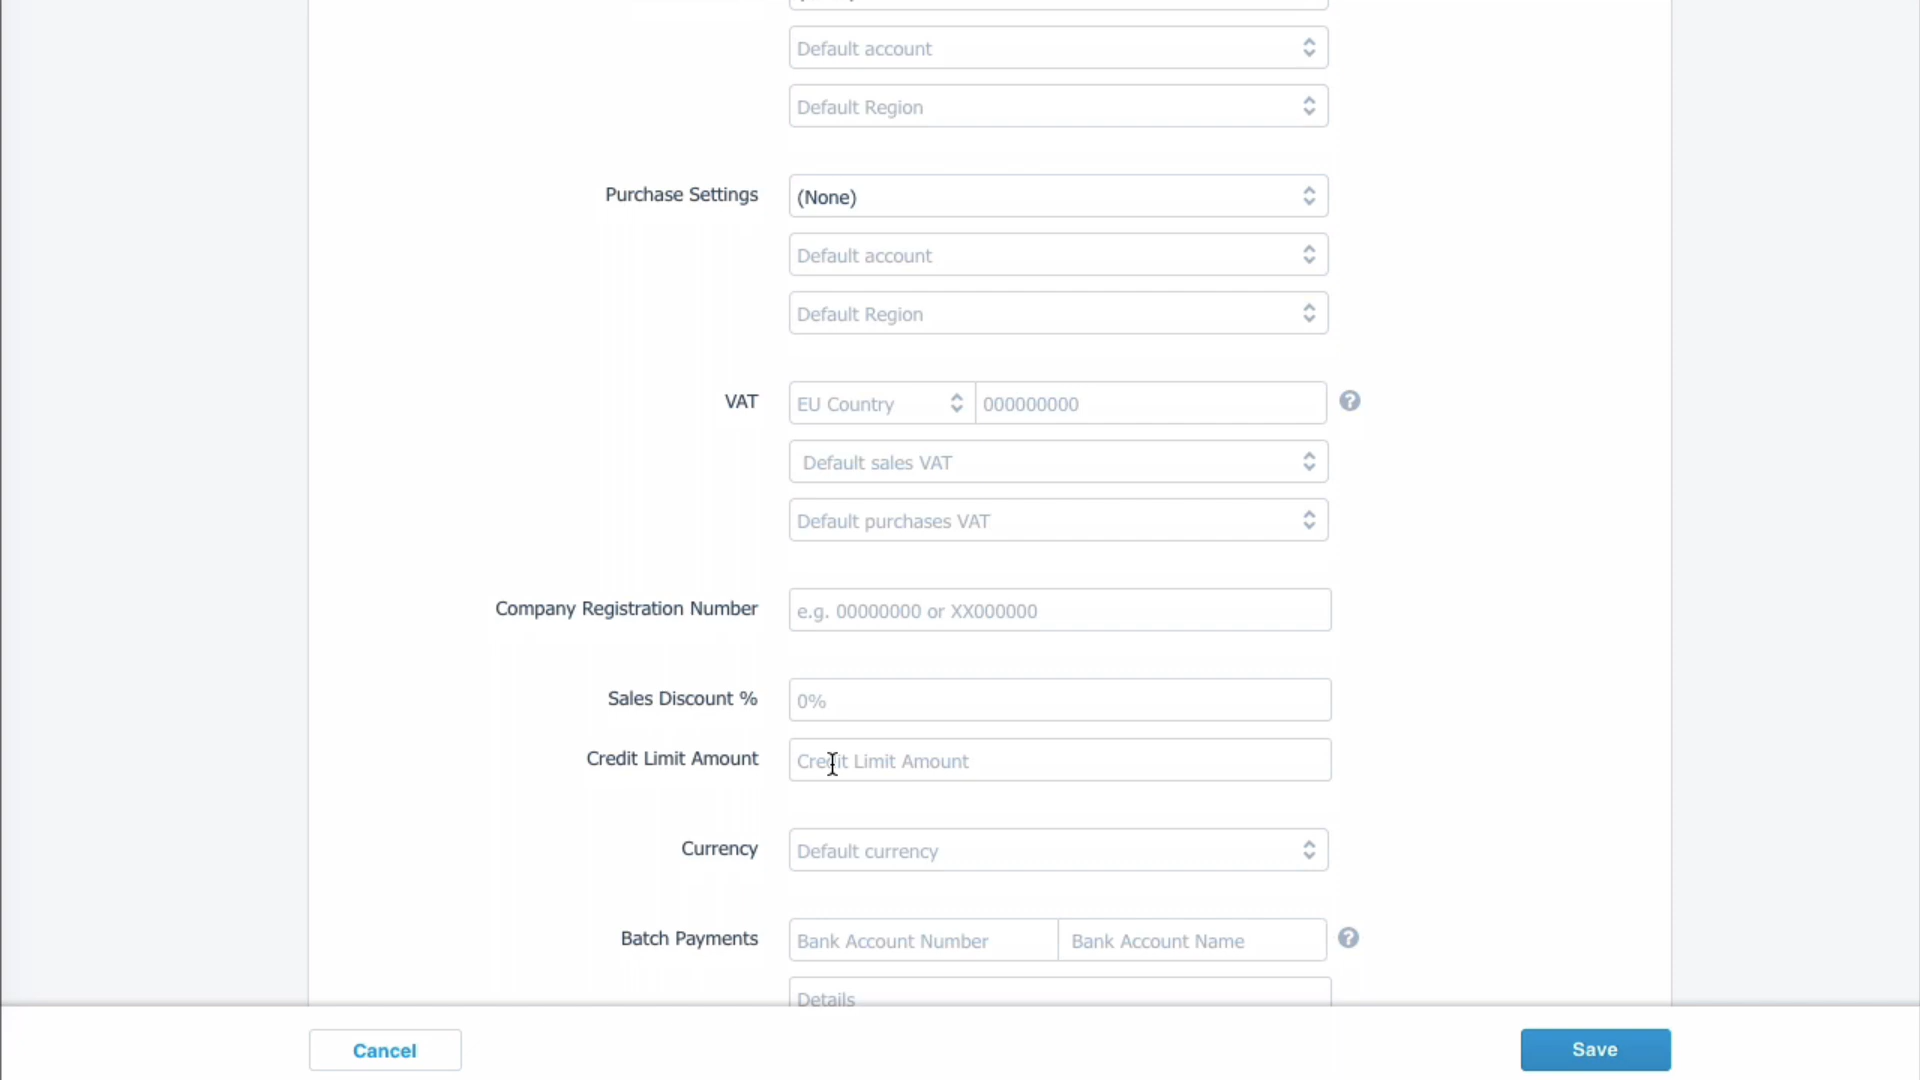 Default account
Default Region
Purchase Settings (None)
Default account
Default Region
VAT EU Country 000000000 ?
Default sales VAT
Default purchases VAT
Company Registration Number e.g. 00000000 or XX000000
Sales Discount % 0%
Credit Limit Amount Credit Limit Amount
Currency Default currency
Batch Payments Bank Account Number Bank Account Name ?
Details
Cancel Save